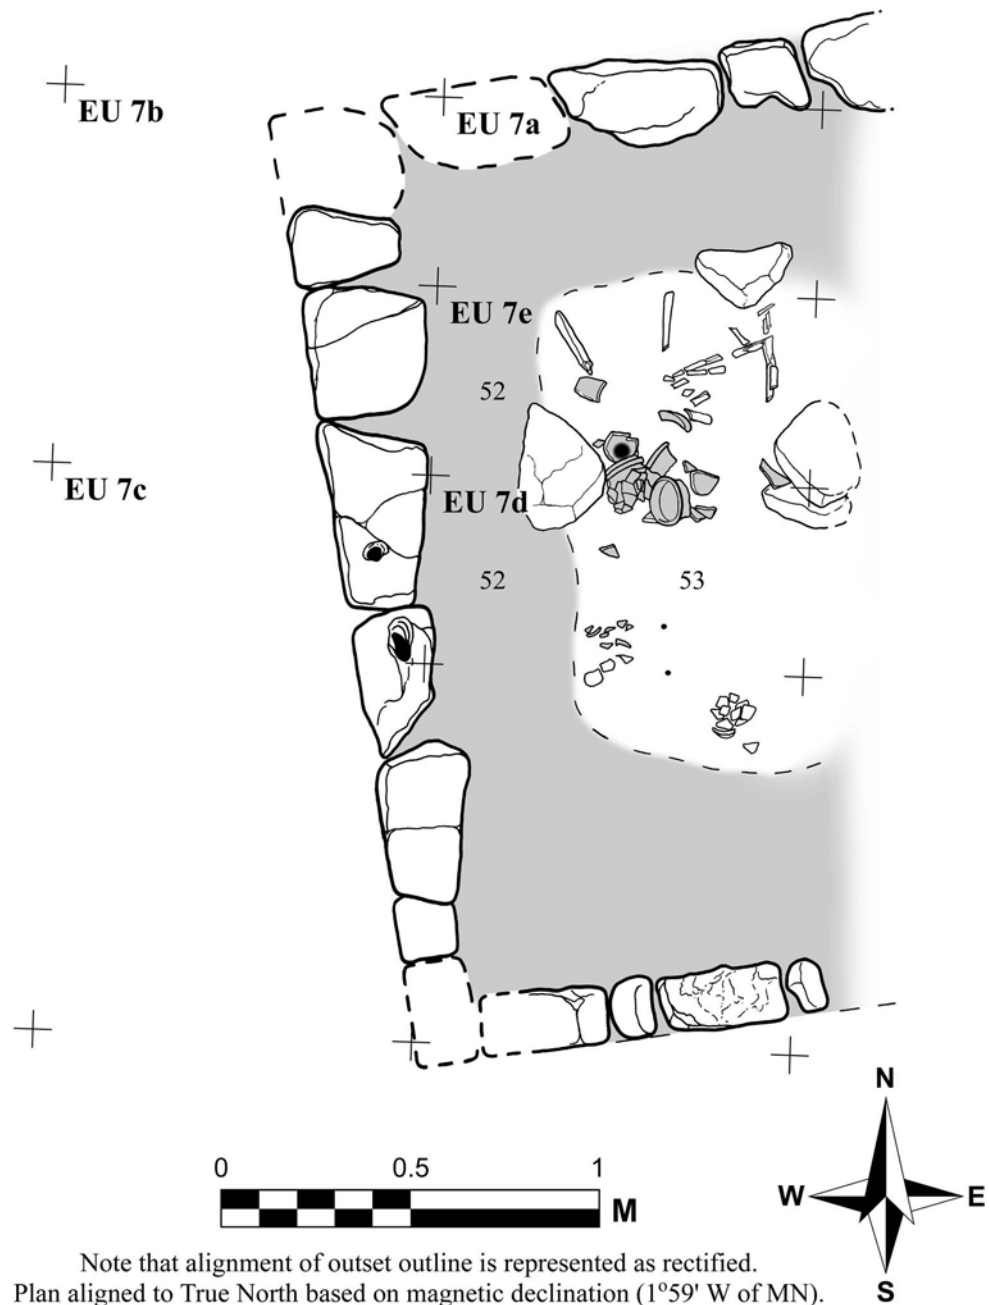 EU 7b
EU 7a
EU 7e
52
EU 7c
EU 7d
52
53
0 0.5 1
M
N
W E
S
Note that alignment of outset outline is represented as rectified.
Plan aligned to True North based on magnetic declination (1°59' W of MN).